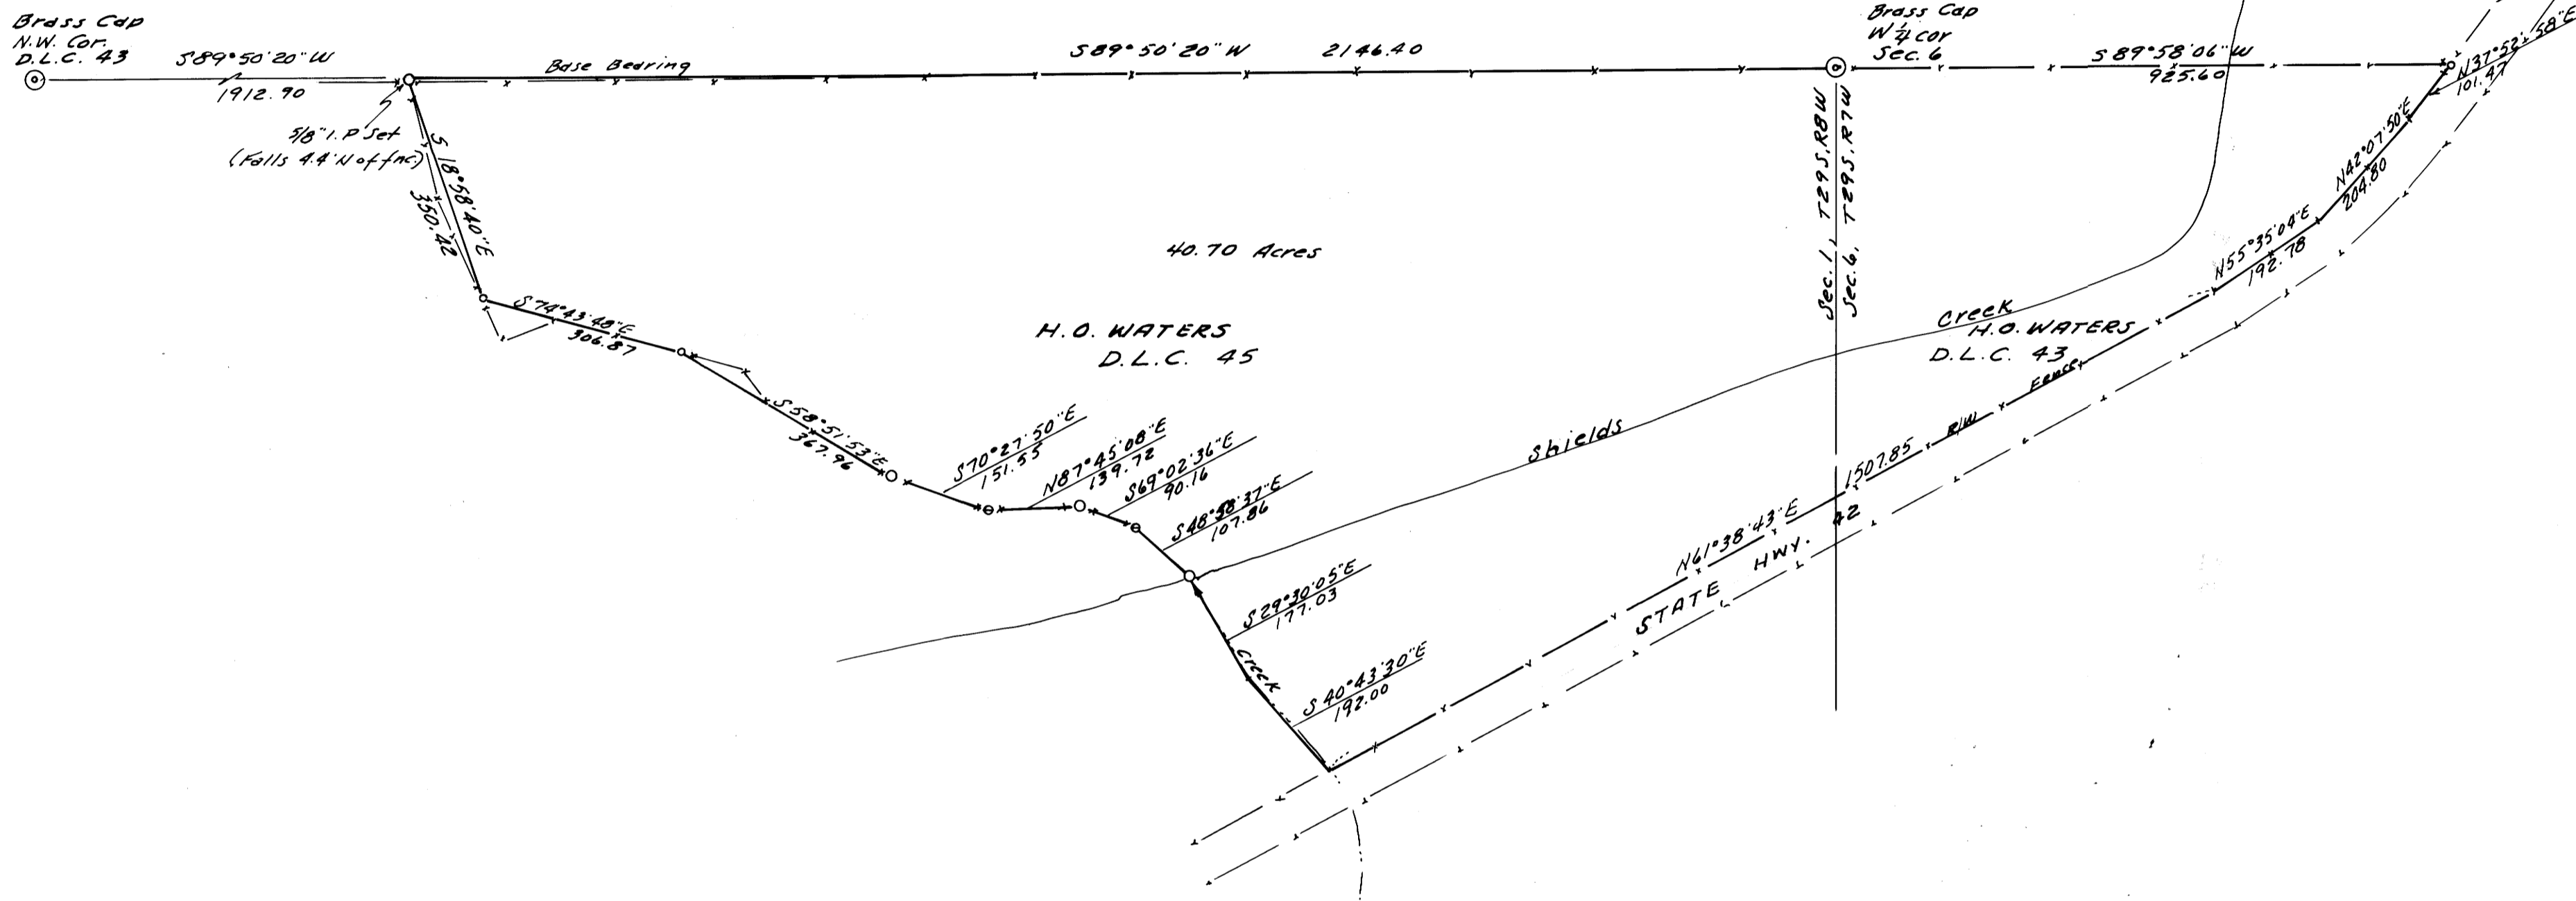 Brass Cap
N.W. Cor.
D.L.C. 43
S89°50'20"W
1912.90
Base Bearing
S89°50'20"W 2146.40
Brass Cap
W 1/4 cor
Sec. 6
S89°58'06"W
925.60
N37°52'58"E
101.47
5/8" I.P Set
(Falls 4.4' N of fnc.)
S 18°58'40"E
350.42
Sec. 1, T29S, R8W
Sec. 6, T29S, R7W
N42°07'50"E
204.80
N55°35'04"E
192.78
40.70 Acres
S74°43'48"E
306.87
H.O. WATERS
D.L.C. 45
Creek
H.O. WATERS
D.L.C. 43
Fence
R/W
1507.85
S58°51'53"E
367.96
S70°27'50"E
151.55
N87°45'08"E
139.72
S69°02'36"E
90.16
S48°58'37"E
107.86
Shields
N61°38'43"E
42
STATE HWY.
S29°30'05"E
177.03
Creek
S40°43'30"E
192.00